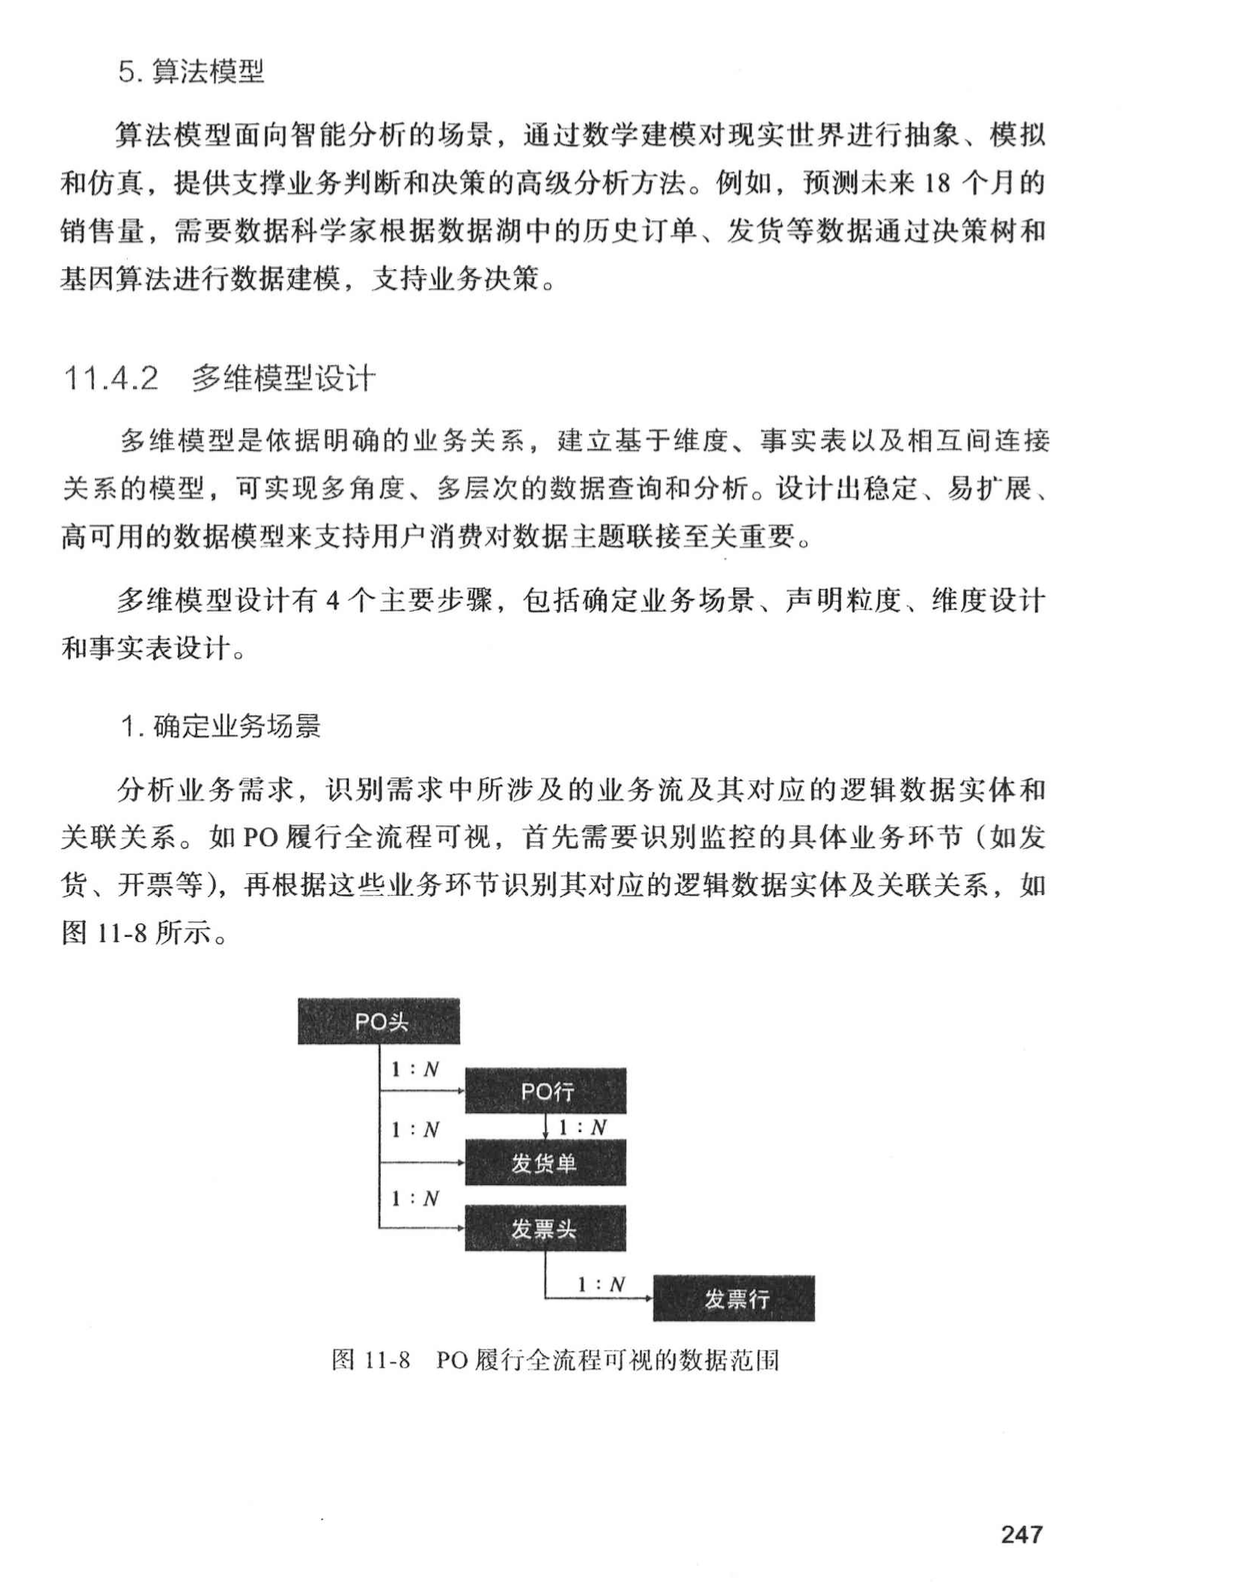 5. 算法模型
算法模型面向智能分析的场景，通过数学建模对现实世界进行抽象、模拟
和仿真，提供支撑业务判断和决策的高级分析方法。例如，预测未来 18 个月的
销售量，需要数据科学家根据数据湖中的历史订单、发货等数据通过决策树和
基因算法进行数据建模，支持业务决策。
11.4.2 多维模型设计
多维模型是依据明确的业务关系，建立基于维度、事实表以及相互间连接
关系的模型，可实现多角度、多层次的数据查询和分析。设计出稳定、易扩展、
高可用的数据模型来支持用户消费对数据主题联接至关重要。
多维模型设计有 4 个主要步骤，包括确定业务场景、声明粒度、维度设计
和事实表设计。
1. 确定业务场景
分析业务需求，识别需求中所涉及的业务流及其对应的逻辑数据实体和
关联关系。如 PO 履行全流程可视，首先需要识别监控的具体业务环节（如发
货、开票等），再根据这些业务环节识别其对应的逻辑数据实体及关联关系，如
图 11-8 所示。
PO头
1：N
PO行
1：N
1：N
发货单
1：N
发票头
1：N
发票行
图 11-8 PO 履行全流程可视的数据范围
247